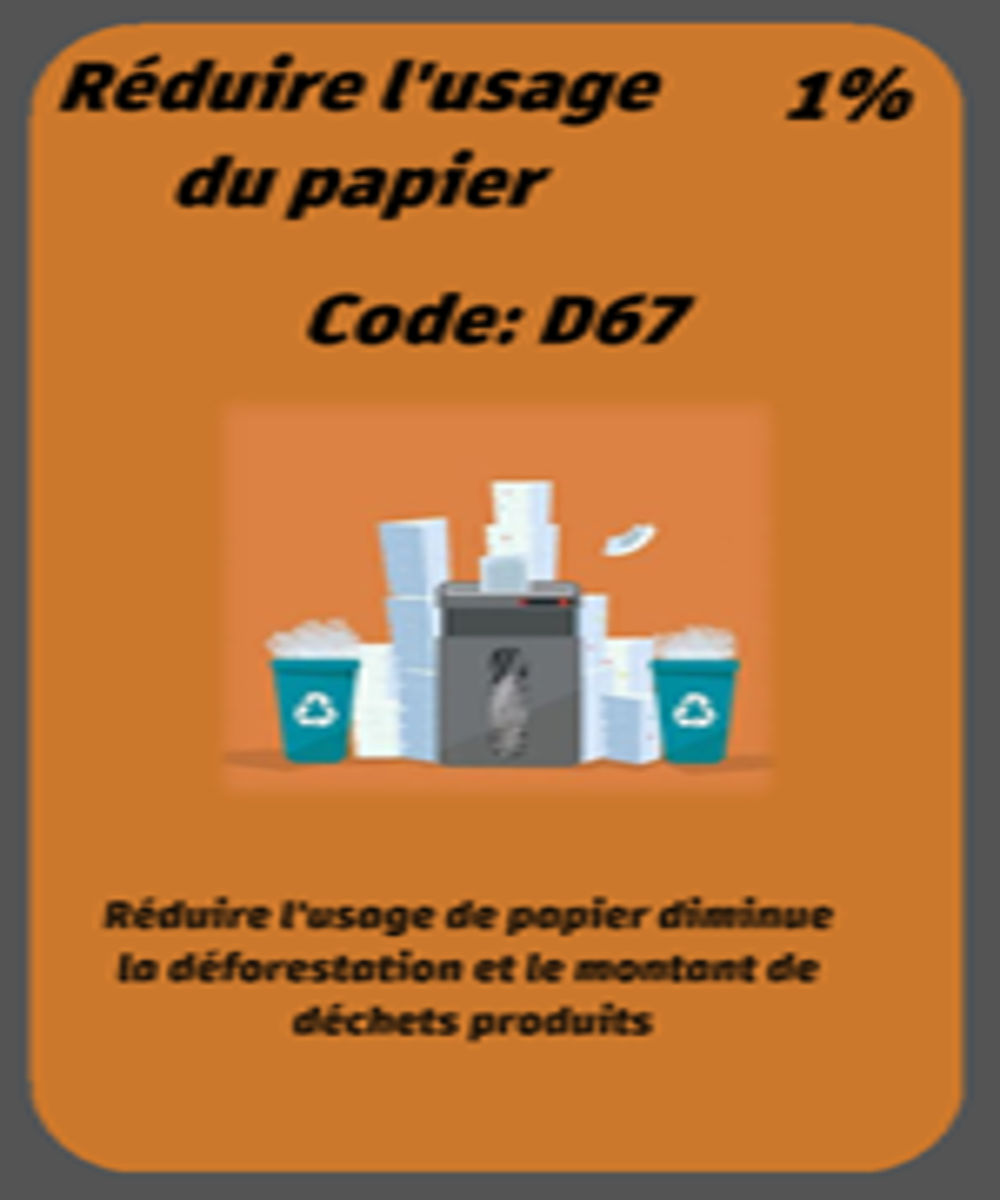 Réduire l'usage 1%
du papier
Code: D67
Réduire l'usage de papier diminue
la déforestation et le montant de
déchets produits